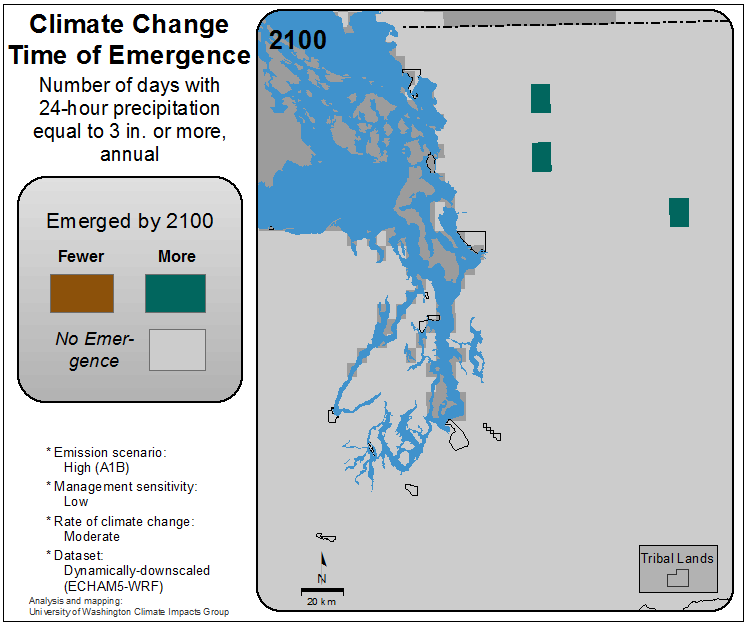 Climate Change
Time of Emergence
Number of days with
24-hour precipitation
equal to 3 in. or more,
annual
Emerged by 2100
Fewer More
No Emer-
gence
* Emission scenario:
High (A1B)
* Management sensitivity:
Low
* Rate of climate change:
Moderate
* Dataset:
Dynamically-downscaled
(ECHAM5-WRF)
Analysis and mapping:
University of Washington Climate Impacts Group
2100
N
20 km
Tribal Lands